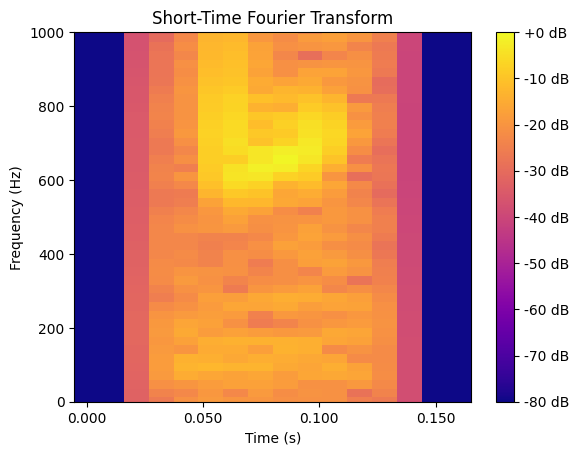 Short-Time Fourier Transform
1000
800
600
400
200
0
Frequency (Hz)
0.000
0.050
0.100
0.150
Time (s)
+0 dB
-10 dB
-20 dB
-30 dB
-40 dB
-50 dB
-60 dB
-70 dB
-80 dB